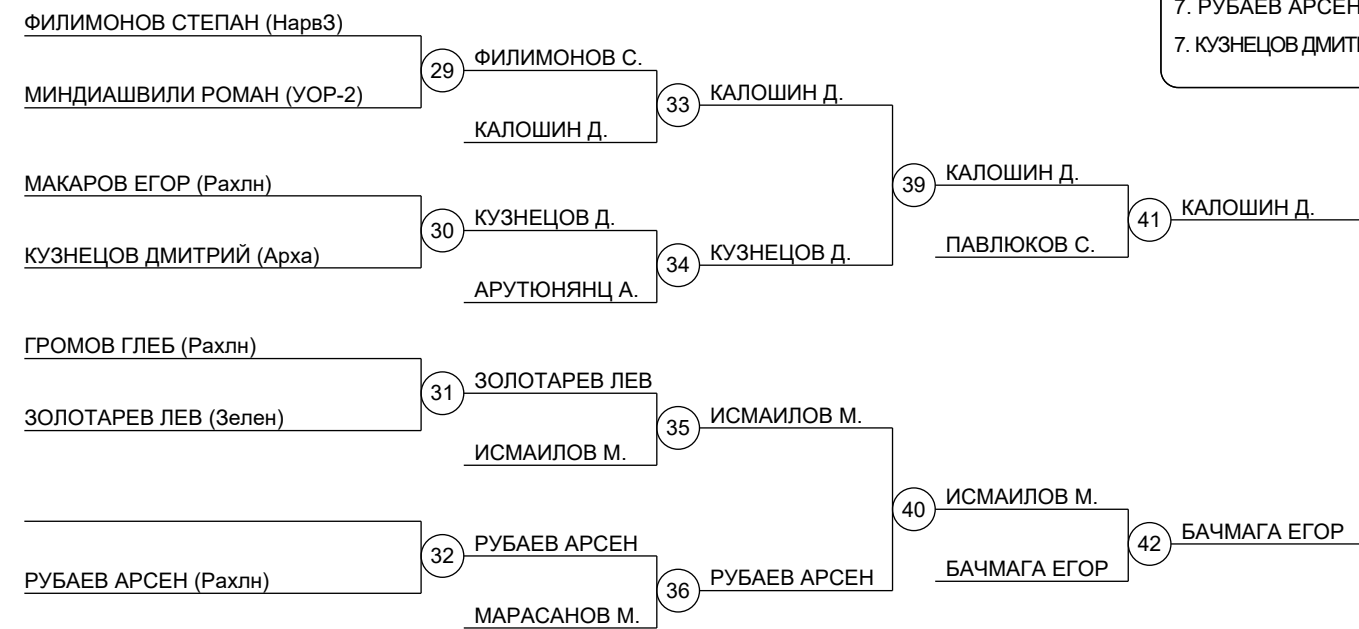 7. РУБАЕВ АРСЕН
7. КУЗНЕЦОВ
ФИЛИМОНОВ СТЕПАН (Нарв3)
29
ФИЛИМОНОВ С.
МИНДИАШВИЛИ РОМАН (УОР-2)
33
КАЛОШИН Д.
КАЛОШИН Д.
МАКАРОВ ЕГОР (Рахлн)
39
КАЛОШИН Д.
30
КУЗНЕЦОВ Д.
41
КАЛОШИН Д.
КУЗНЕЦОВ ДМИТРИЙ (Арха)
34
КУЗНЕЦОВ Д.
ПАВЛЮКОВ С.
АРУТЮНЯНЦ А.
ГРОМОВ ГЛЕБ (Рахлн)
31
ЗОЛОТАРЕВ ЛЕВ
ЗОЛОТАРЕВ ЛЕВ (Зелен)
35
ИСМАИЛОВ М.
ИСМАИЛОВ М.
40
ИСМАИЛОВ М.
32
РУБАЕВ АРСЕН
42
БАЧМАГА ЕГОР
РУБАЕВ АРСЕН (Рахлн)
36
РУБАЕВ АРСЕН
БАЧМАГА ЕГОР
МАРАСАНОВ М.